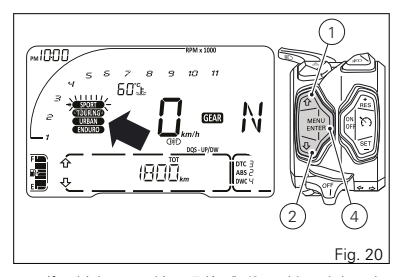 1
PM 10:00
RPM x 1000
1 2 3 4 5 6 7 8 9 10 11
60°C
SPORT
TOURING
URBAN
ENDURO
0 km/h
GEAR N
DQS - UP/DW
F
E
TOT
1800 km
DTC 3
ABS 2
DWC 4
MENU
ENTER
RES
ON
OFF
SET
OFF
2
4
Fig. 20